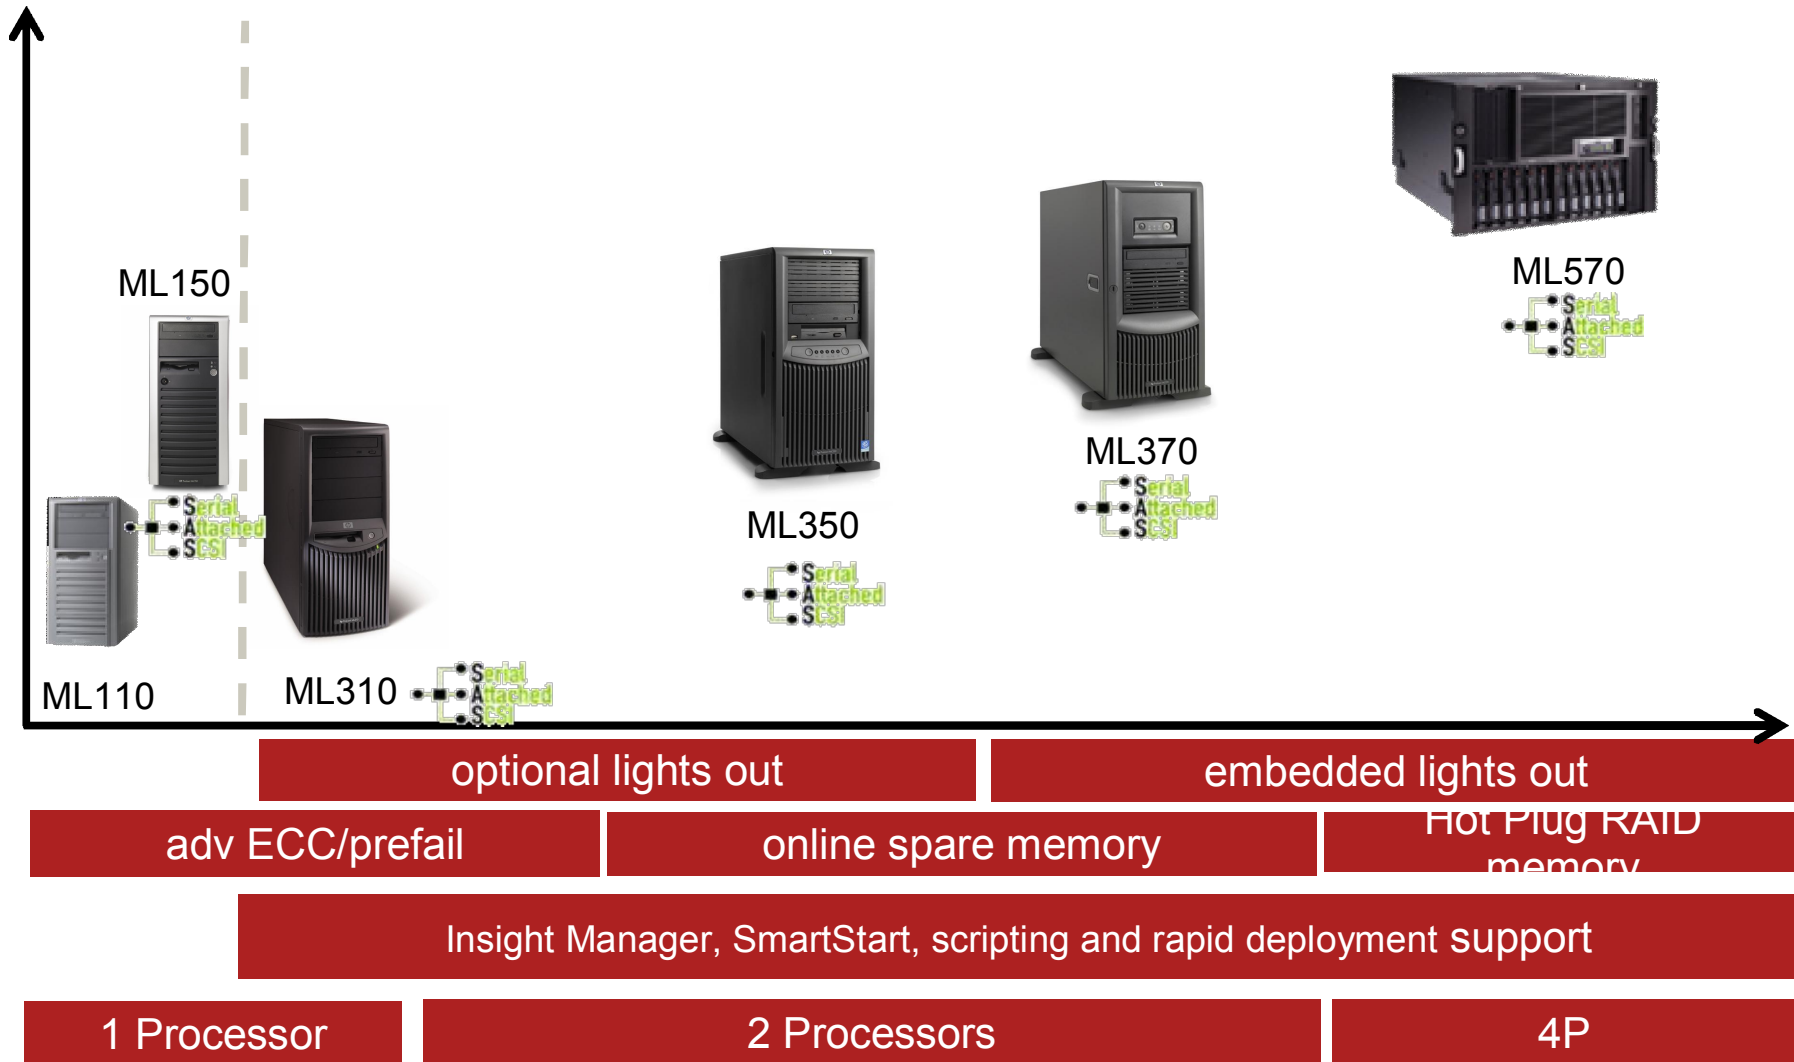 ML150
Serial
Attached
SCSI
ML110
ML310
Serial
Attached
SCSI
ML350
Serial
Attached
SCSI
ML370
Serial
Attached
SCSI
ML570
Serial
Attached
SCSI
optional lights out
embedded lights out
adv ECC/prefail
online spare memory
Hot Plug RAID
memory
Insight Manager, SmartStart, scripting and rapid deployment support
1 Processor
2 Processors
4P